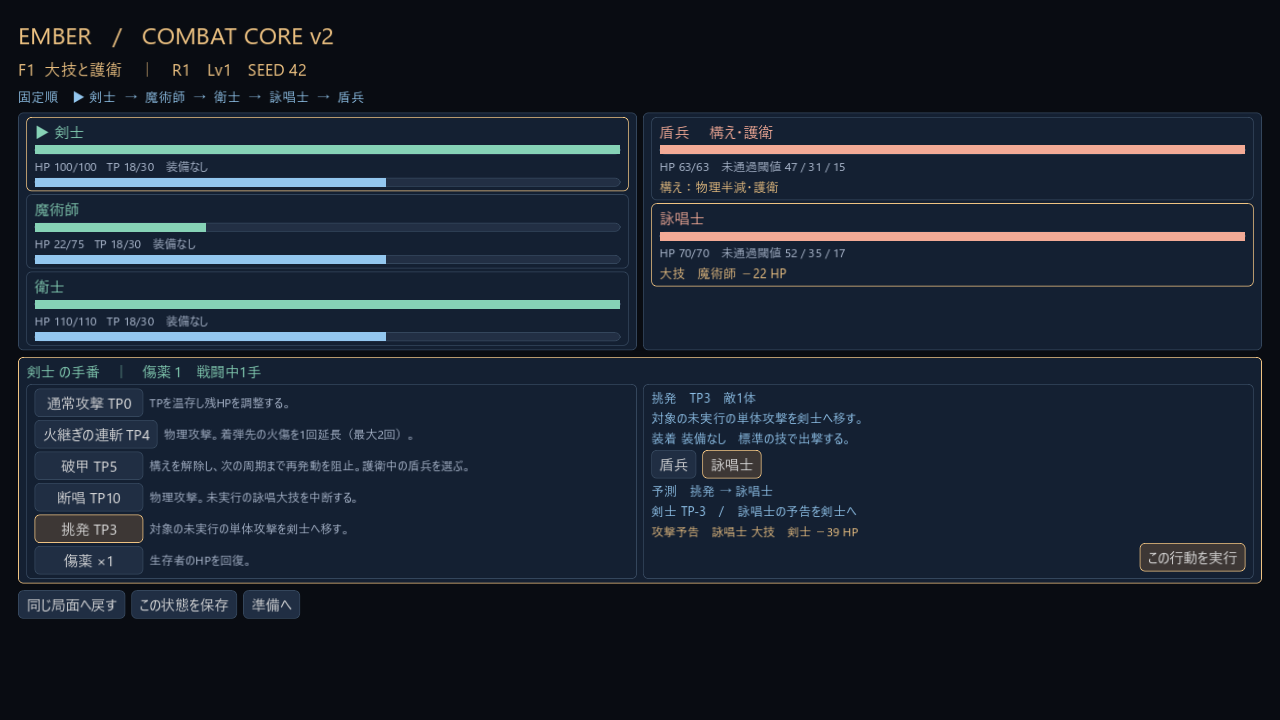 EMBER / COMBAT CORE v2
F1 大技と護衛 ｜ R1 Lv1 SEED 42
固定順 ▶ 剣士 → 魔術師 → 衛士 → 詠唱士 → 盾兵
▶ 剣士
HP 100/100 TP 18/30 装備なし
魔術師
HP 22/75 TP 18/30 装備なし
衛士
HP 110/110 TP 18/30 装備なし
盾兵 構え・護衛
HP 63/63 未通過閾値 47 / 31 / 15
構え：物理半減・護衛
詠唱士
HP 70/70 未通過閾値 52 / 35 / 17
大技 魔術師 −22 HP
剣士 の手番 ｜ 傷薬 1 戦闘中1手
通常攻撃 TP0 TPを温存し残HPを調整する。
火継ぎの連斬 TP4 物理攻撃。着弾先の火傷を1回延長（最大2回）。
破甲 TP5 構えを解除し、次の周期まで再発動を阻止。護衛中の盾兵を選ぶ。
断唱 TP10 物理攻撃。未実行の詠唱大技を中断する。
挑発 TP3 対象の未実行の単体攻撃を剣士へ移す。
傷薬 ×1 生存者のHPを回復。
挑発 TP3 敵1体
対象の未実行の単体攻撃を剣士へ移す。
装着 装備なし 標準の技で出撃する。
盾兵 詠唱士
予測 挑発 → 詠唱士
剣士 TP-3 / 詠唱士の予告を剣士へ
攻撃予告 詠唱士 大技 剣士 −39 HP
この行動を実行
同じ局面へ戻す この状態を保存 準備へ